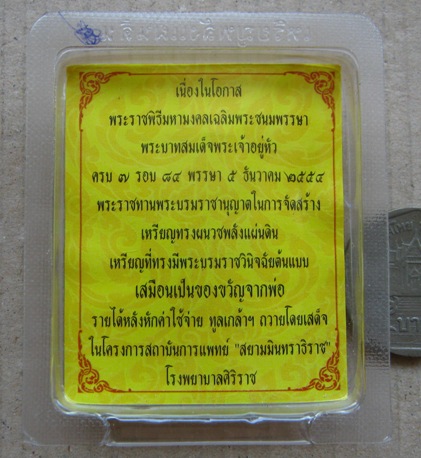 เนื่องในโอกาส
พระราชพิธีมหามงคลเฉลิมพระชนมพรรษา
พระบาทสมเด็จพระเจ้าอยู่หัว
ครบ ๗ รอบ ๘๔ พรรษา ๕ ธันวาคม ๒๕๕๔
พระราชทานพระบรมราชานุญาตในการจัดสร้าง
เหรียญทรงผนวชพลังแผ่นดิน
เหรียญที่ทรงมีพระบรมราชวินิจฉัยต้นแบบ
เสมือนเป็นของขวัญจากพ่อ
รายได้หลังหักค่าใช้จ่าย ทูลเกล้าฯ ถวายโดยเสด็จ
ในโครงการสถาบันการแพทย์ "สยามมินทราธิราช"
โรงพยาบาลศิริราช